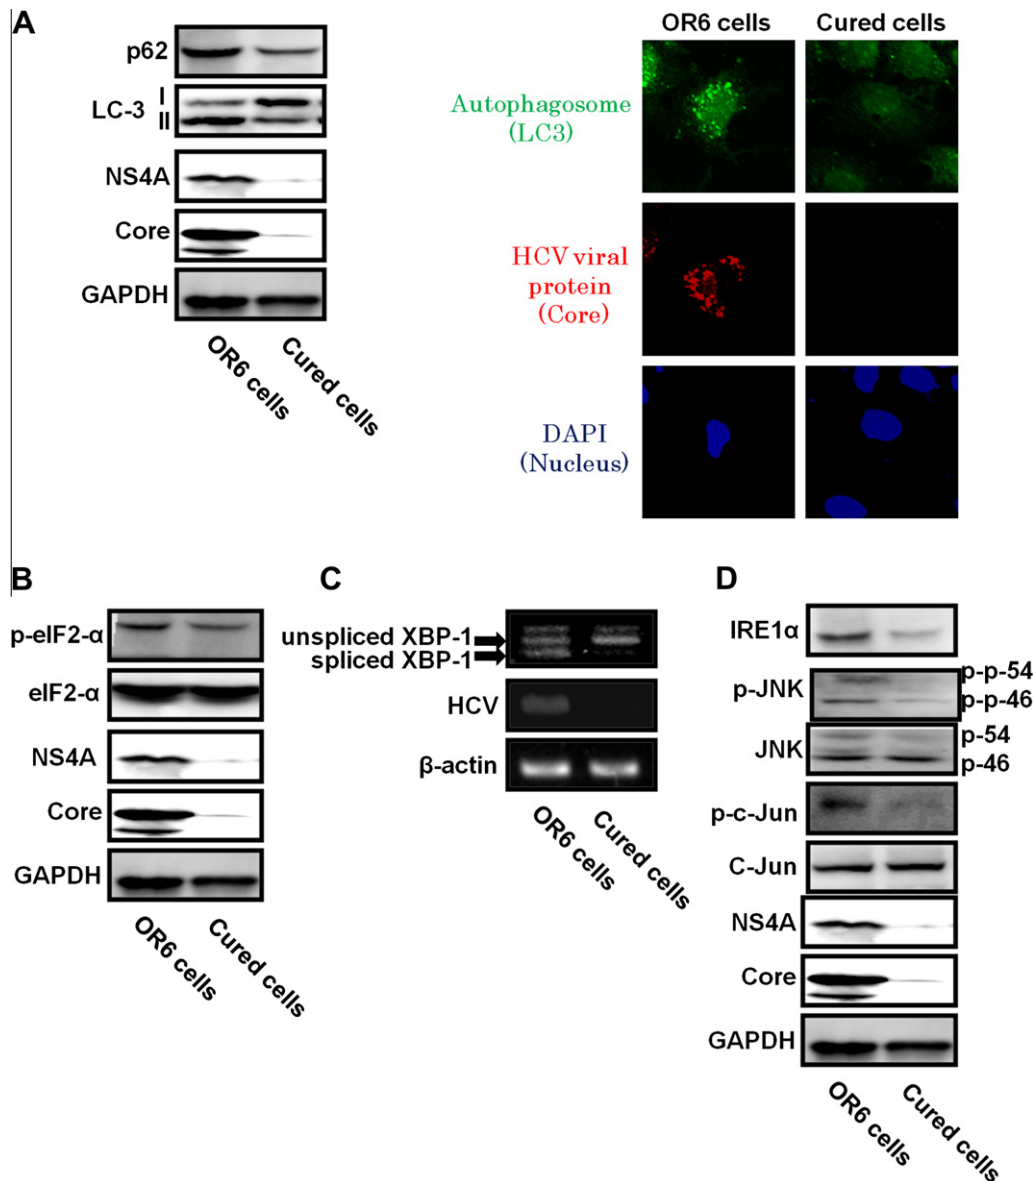 A
p62
LC-3
I
II
NS4A
Core
GAPDH
OR6 cells
Cured cells
OR6 cells
Cured cells
Autophagosome
(LC3)
HCV viral
protein
(Core)
DAPI
(Nucleus)
B
p-eIF2-α
eIF2-α
NS4A
Core
GAPDH
OR6 cells
Cured cells
C
unspliced XBP-1
spliced XBP-1
HCV
β-actin
OR6 cells
Cured cells
D
IRE1α
p-JNK
p-p-54
p-p-46
JNK
p-54
p-46
p-c-Jun
C-Jun
NS4A
Core
GAPDH
OR6 cells
Cured cells